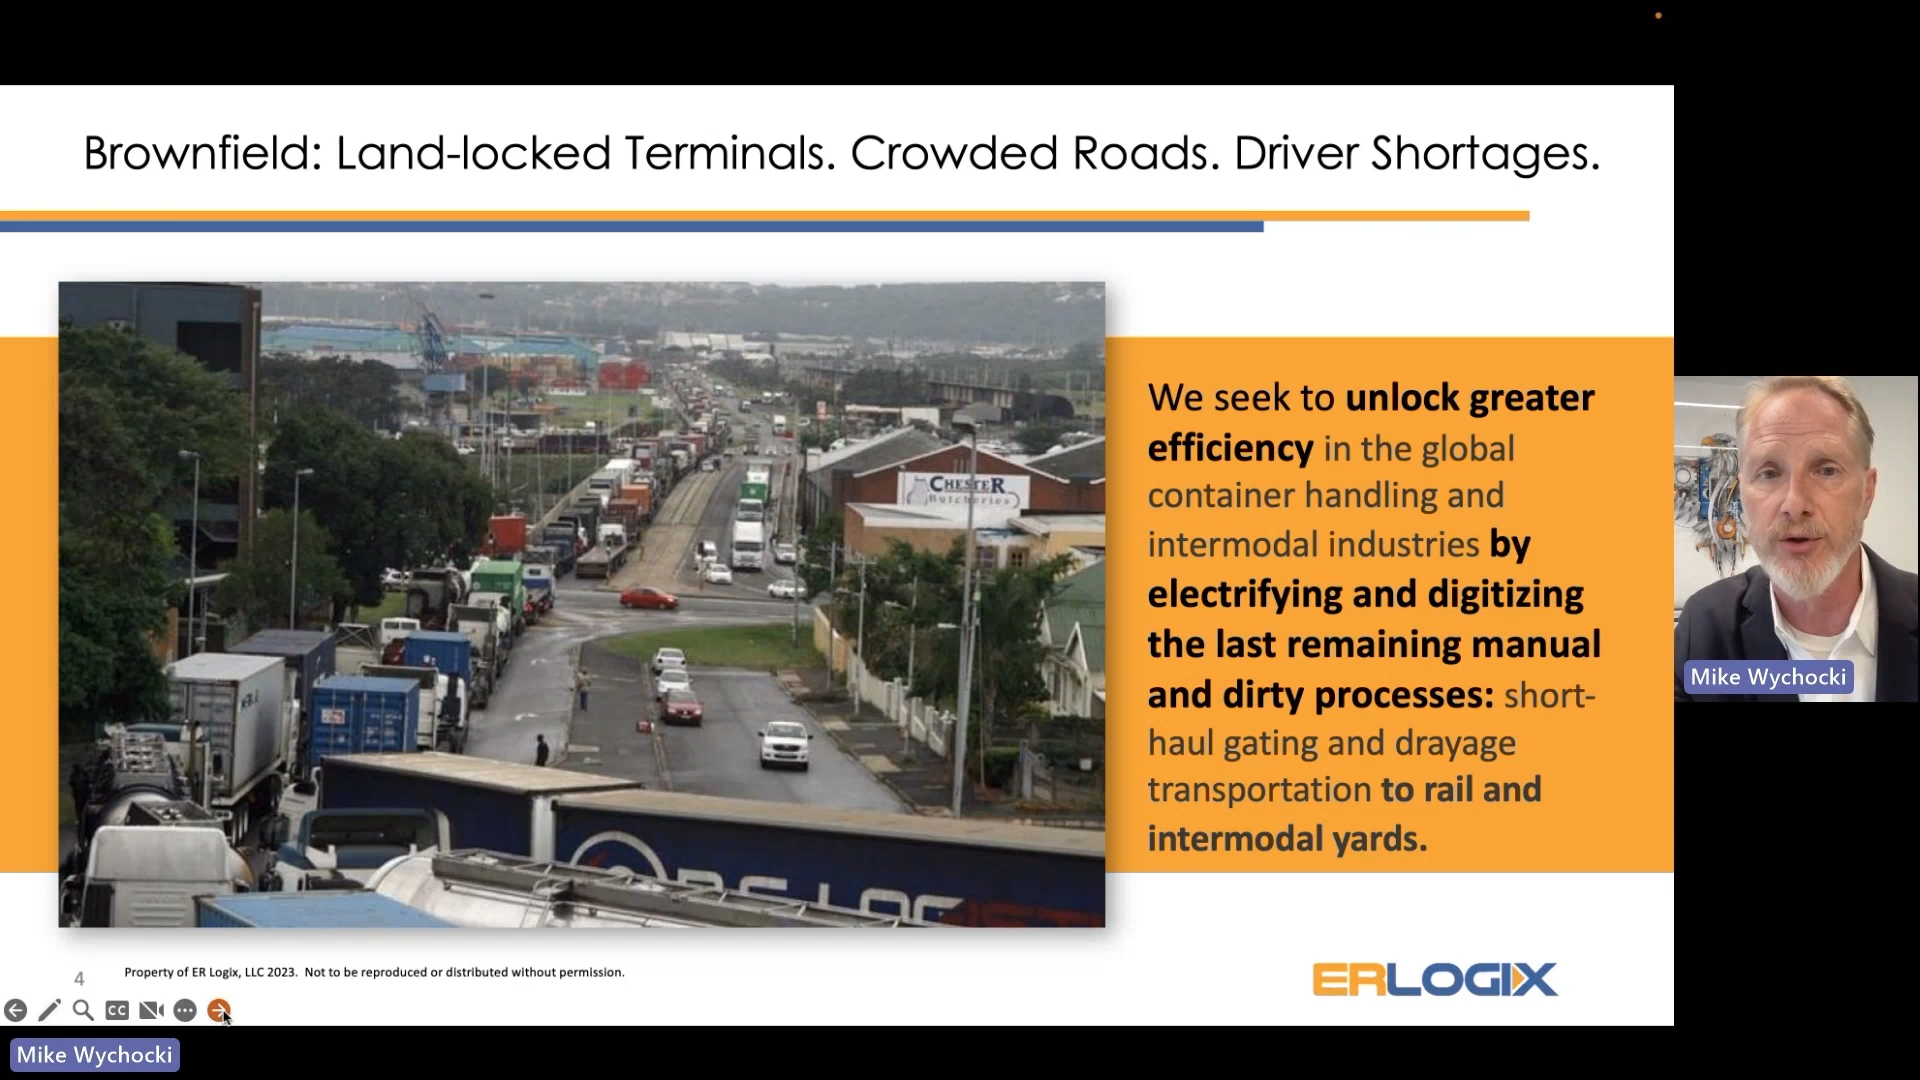 Brownfield: Land-locked Terminals. Crowded Roads. Driver Shortages.
CHESTER
Butcheries
We seek to unlock greater
efficiency in the global
container handling and
intermodal industries by
electrifying and digitizing
the last remaining manual
and dirty processes: short-
haul gating and drayage
transportation to rail and
intermodal yards.
Mike Wychocki
4
Property of ER Logix, LLC 2023. Not to be reproduced or distributed without permission.
ERLOGIX
CC
Mike Wychocki